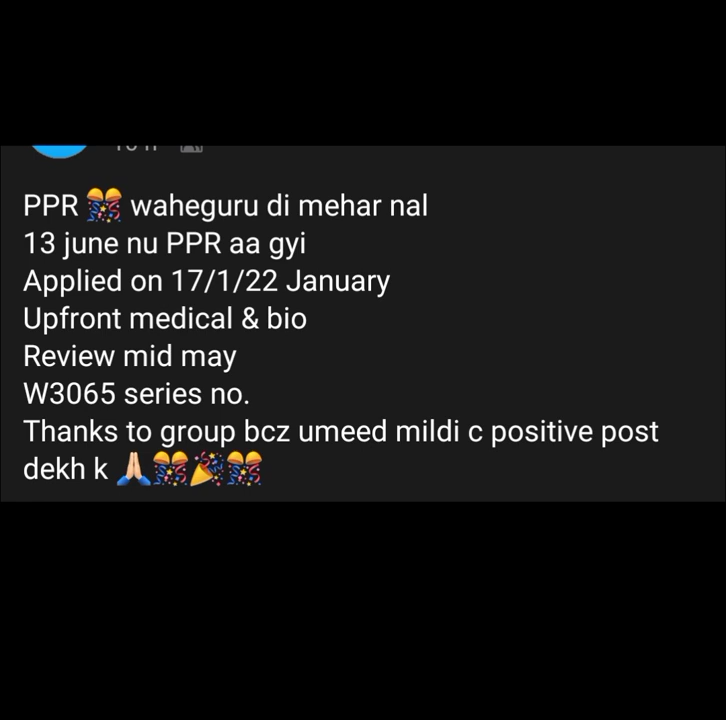 PPR 🎊 waheguru di mehar nal
13 june nu PPR aa gyi
Applied on 17/1/22 January
Upfront medical & bio
Review mid may
W3065 series no.
Thanks to group bcz umeed mildi c positive post
dekh k 🙏🏻🎊🎉🎊